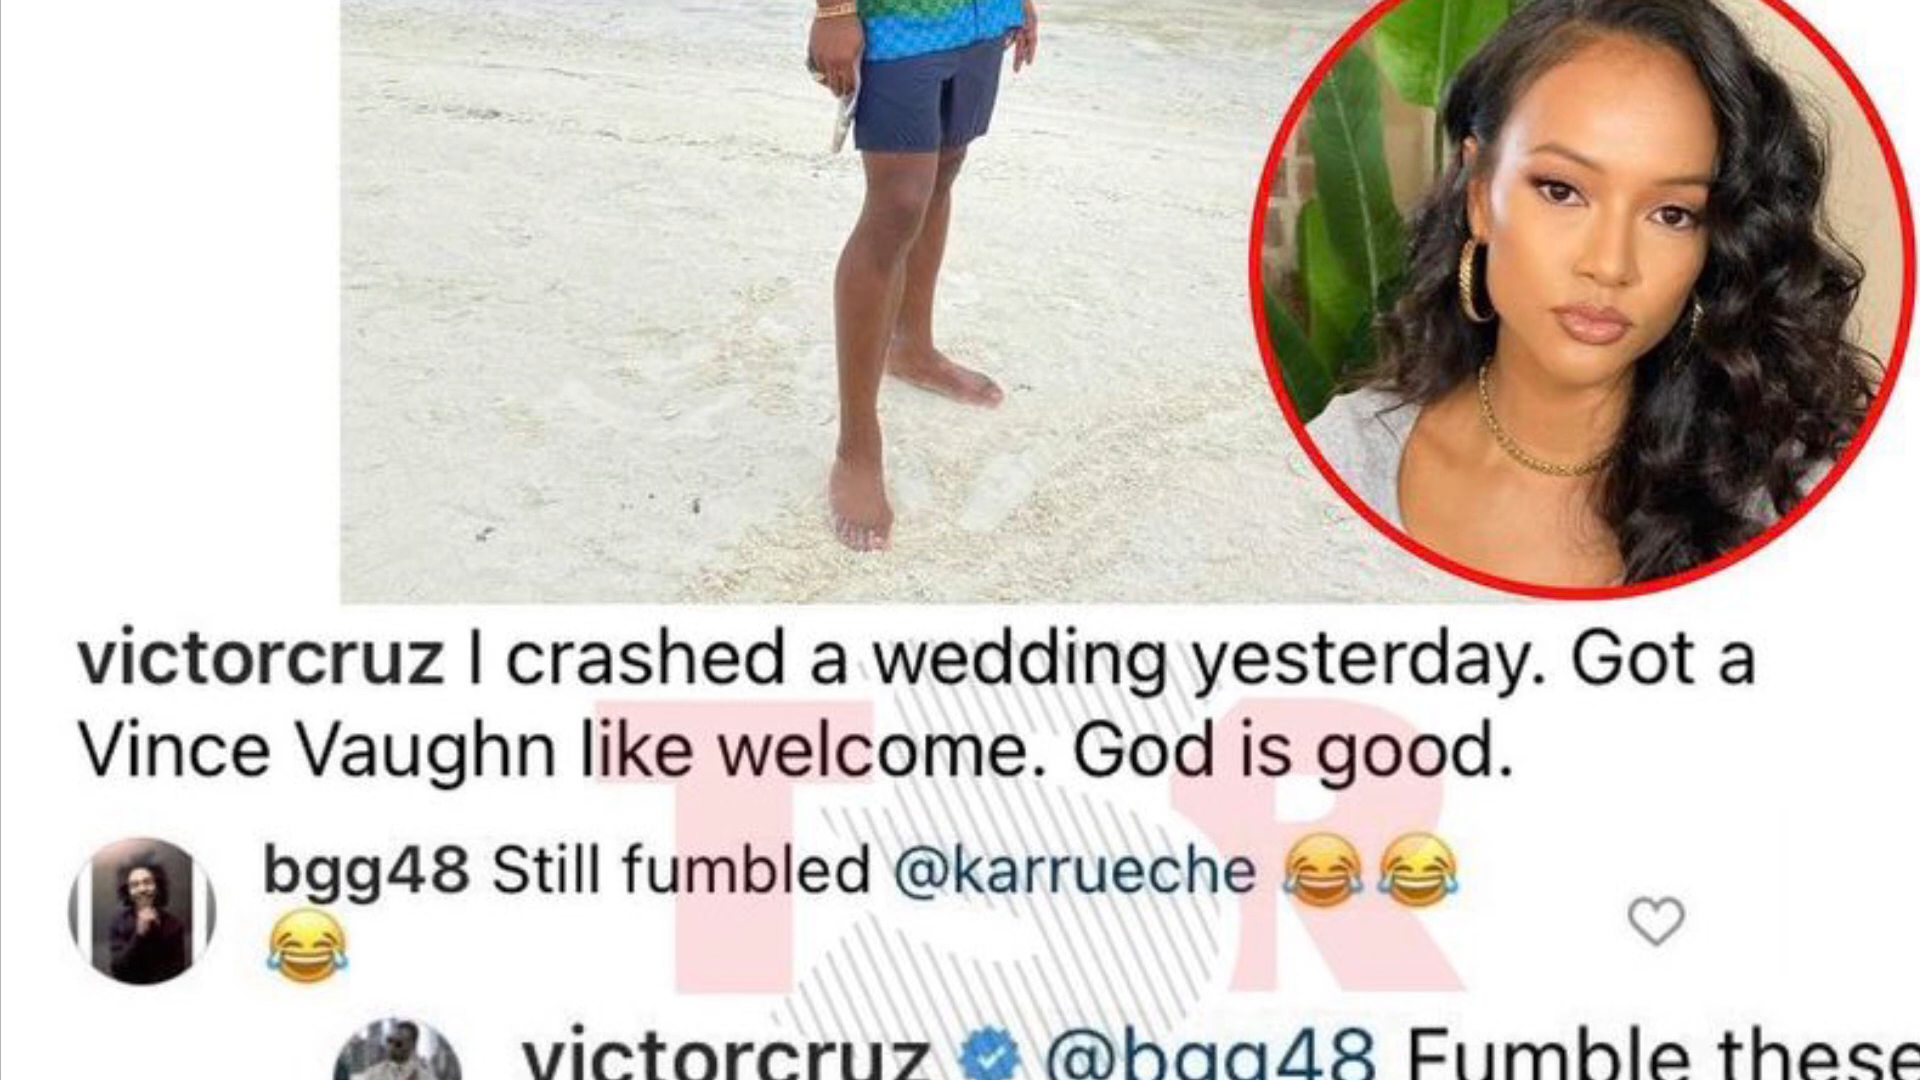 victorcruz I crashed a wedding yesterday. Got a
Vince Vaughn like welcome. God is good.
bgg48 Still fumbled @karrueche 😂😂
😂
victorcruz @bgg48 Fumble these
TSR